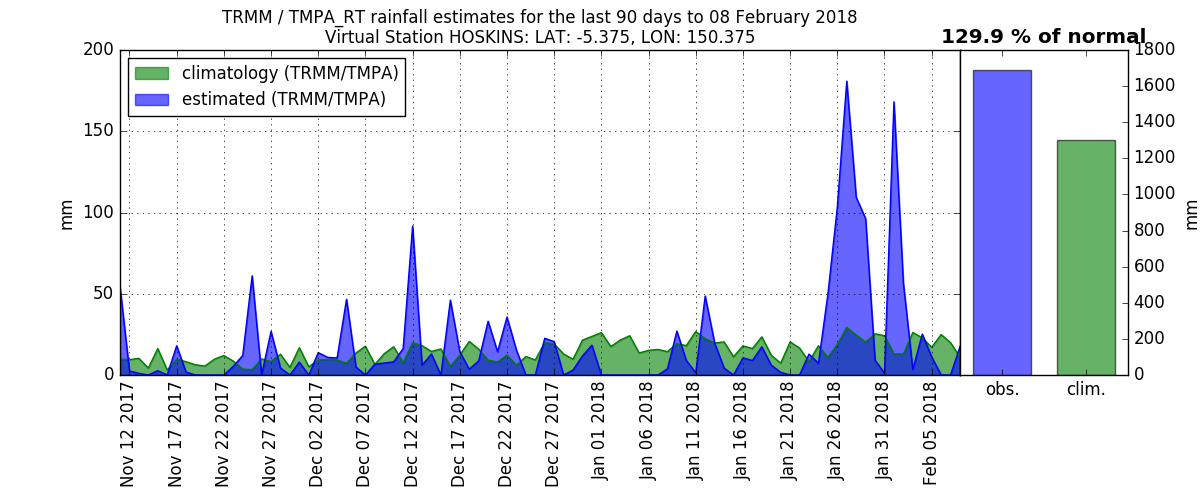 TRMM / TMPA_RT rainfall estimates for the last 90 days to 08 February 2018
Virtual Station HOSKINS: LAT: -5.375, LON: 150.375
129.9 % of normal
climatology (TRMM/TMPA)
estimated (TRMM/TMPA)
200
150
100
50
0
mm
Nov 12 2017
Nov 17 2017
Nov 22 2017
Nov 27 2017
Dec 02 2017
Dec 07 2017
Dec 12 2017
Dec 17 2017
Dec 22 2017
Dec 27 2017
Jan 01 2018
Jan 06 2018
Jan 11 2018
Jan 16 2018
Jan 21 2018
Jan 26 2018
Jan 31 2018
Feb 05 2018
obs.
clim.
1800
1600
1400
1200
1000
800
600
400
200
0
mm